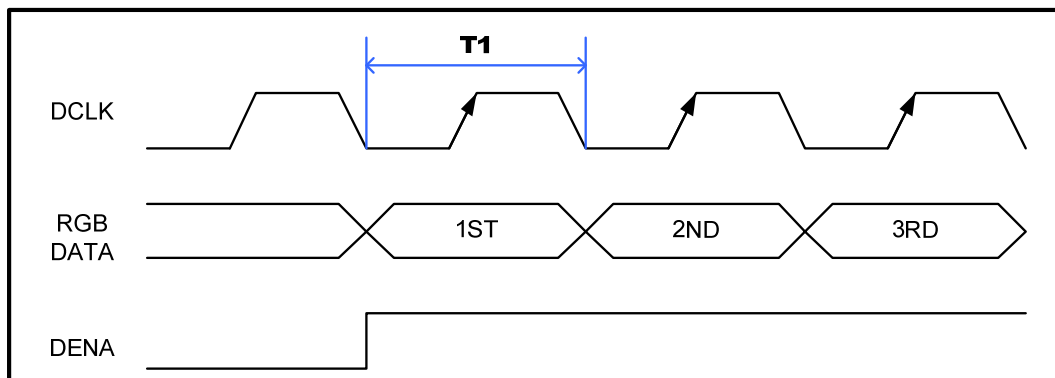 T1
DCLK
RGB
DATA
1ST
2ND
3RD
DENA